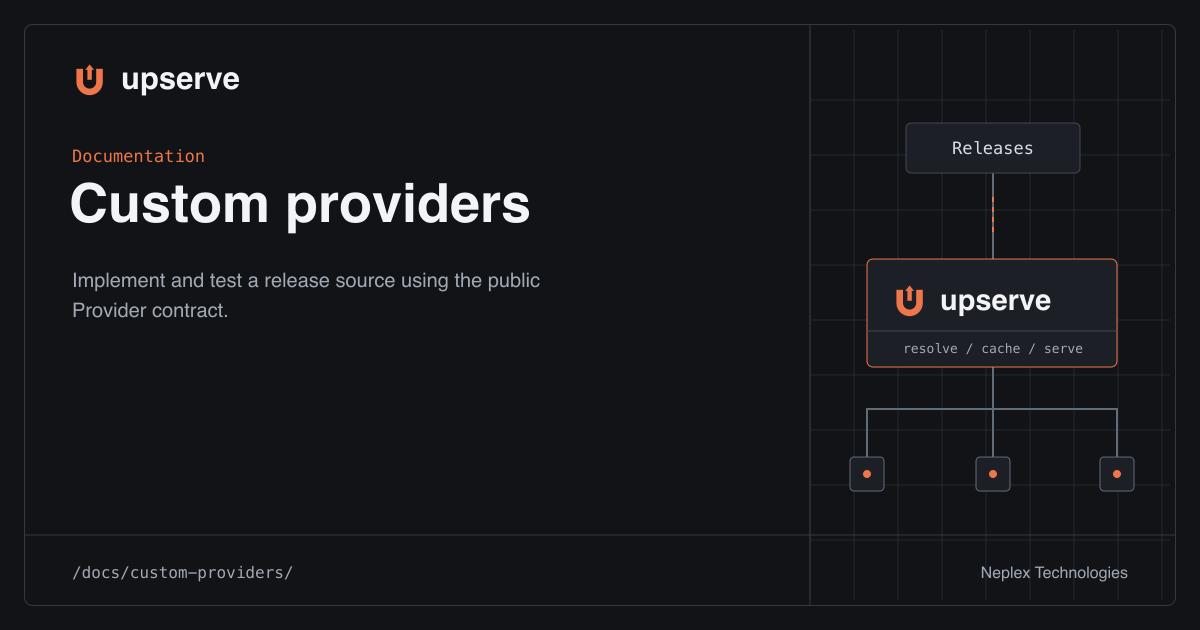 upserve
Documentation
Custom providers
Implement and test a release source using the public
Provider contract.
Releases
upserve
resolve / cache / serve
/docs/custom-providers/
Neplex Technologies